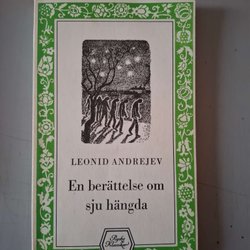 LEONID ANDREJEV
En berättelse om
sju hängda